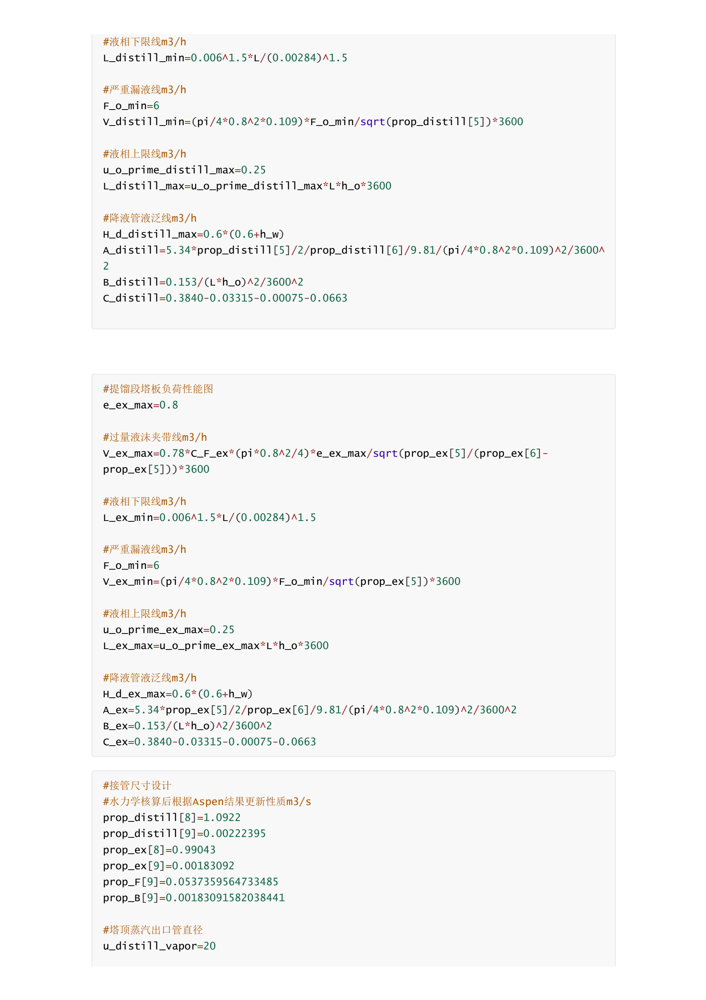 #液相下限线m3/h
L_distill_min=0.006^1.5*L/(0.00284)^1.5
#严重漏液线m3/h
F_o_min=6
V_distill_min=(pi/4*0.8^2*0.109)*F_o_min/sqrt(prop_distill[5])*3600
#液相上限线m3/h
u_o_prime_distill_max=0.25
L_distill_max=u_o_prime_distill_max*L*h_o*3600
#降液管液泛线m3/h
H_d_distill_max=0.6*(0.6+h_w)
A_distill=5.34*prop_distill[5]/2/prop_distill[6]/9.81/(pi/4*0.8^2*0.109)^2/3600^
2
B_distill=0.153/(L*h_o)^2/3600^2
C_distill=0.3840-0.03315-0.00075-0.0663
#提馏段塔板负荷性能图
e_ex_max=0.8
#过量液沫夹带线m3/h
V_ex_max=0.78*C_F_ex*(pi*0.8^2/4)*e_ex_max/sqrt(prop_ex[5]/(prop_ex[6]-
prop_ex[5]))*3600
#液相下限线m3/h
L_ex_min=0.006^1.5*L/(0.00284)^1.5
#严重漏液线m3/h
F_o_min=6
V_ex_min=(pi/4*0.8^2*0.109)*F_o_min/sqrt(prop_ex[5])*3600
#液相上限线m3/h
u_o_prime_ex_max=0.25
L_ex_max=u_o_prime_ex_max*L*h_o*3600
#降液管液泛线m3/h
H_d_ex_max=0.6*(0.6+h_w)
A_ex=5.34*prop_ex[5]/2/prop_ex[6]/9.81/(pi/4*0.8^2*0.109)^2/3600^2
B_ex=0.153/(L*h_o)^2/3600^2
C_ex=0.3840-0.03315-0.00075-0.0663
#接管尺寸设计
#水力学核算后根据Aspen结果更新性质m3/s
prop_distill[8]=1.0922
prop_distill[9]=0.00222395
prop_ex[8]=0.99043
prop_ex[9]=0.00183092
prop_F[9]=0.0537359564733485
prop_B[9]=0.00183091582038441
#塔顶蒸汽出口管直径
u_distill_vapor=20